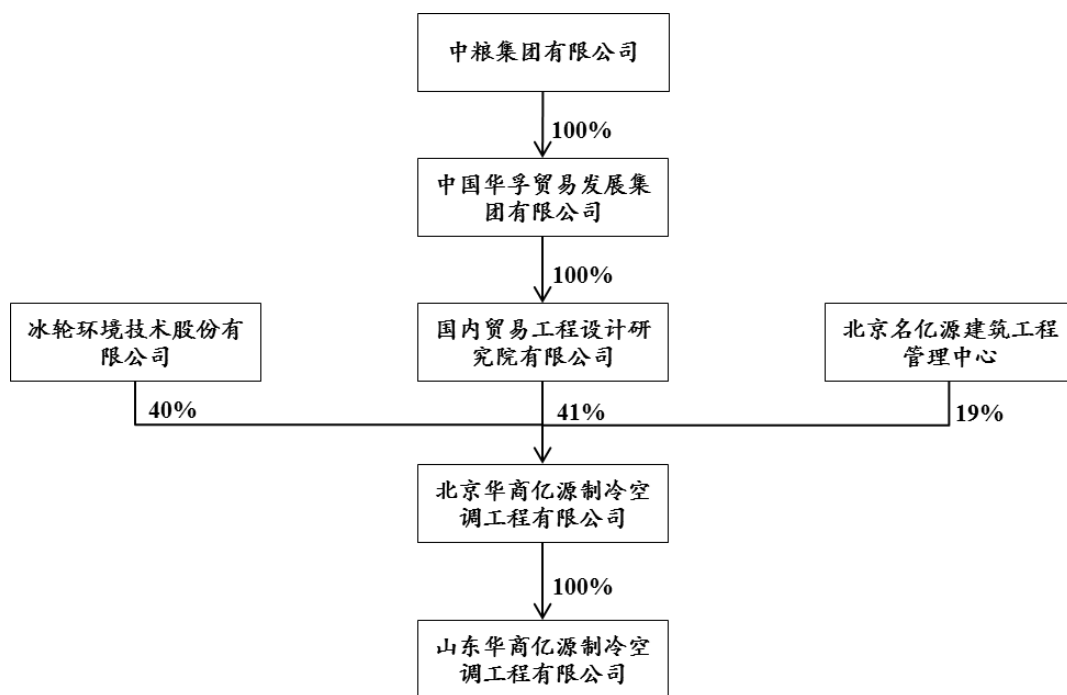 中粮集团有限公司
100%
中国华孚贸易发展集
团有限公司
100%
冰轮环境技术股份有
限公司
国内贸易工程设计研
究院有限公司
北京名亿源建筑工程
管理中心
40%
41%
19%
北京华商亿源制冷空
调工程有限公司
100%
山东华商亿源制冷空
调工程有限公司